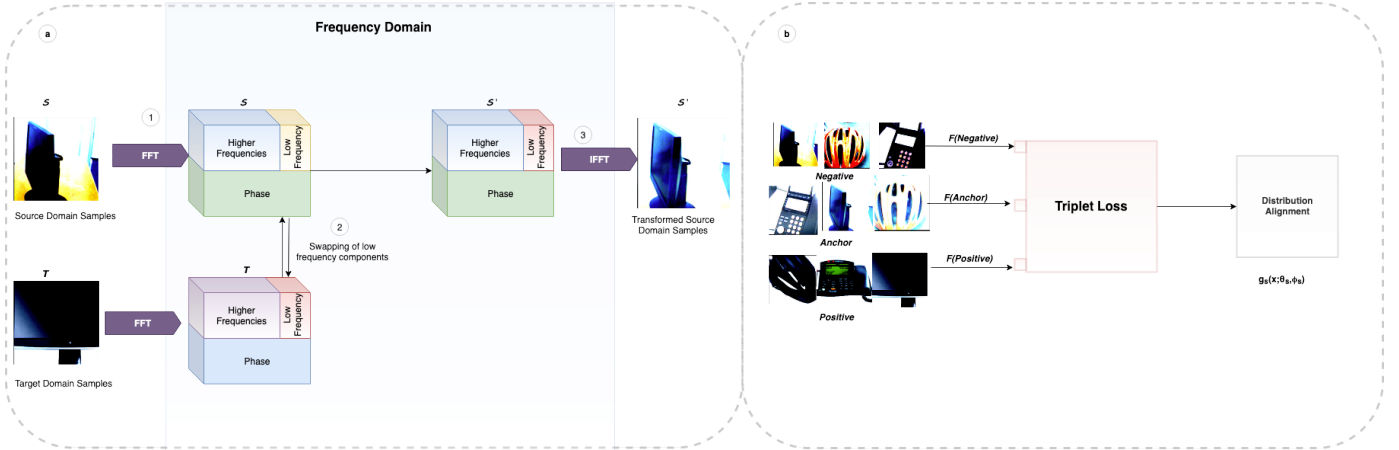 a
Frequency Domain
S
1
FFT
Source Domain Samples
S
Higher
Frequencies
Low
Frequency
Phase
S'
Higher
Frequencies
Low
Frequency
Phase
3
IFFT
S'
Transformed Source
Domain Samples
2
Swapping of low
frequency components
T
FFT
Target Domain Samples
T
Higher
Frequencies
Low
Frequency
Phase
b
Negative
F(Negative)
Anchor
F(Anchor)
Positive
F(Positive)
Triplet Loss
Distribution
Alignment
gₛ(x;θₛ,ϕₛ)